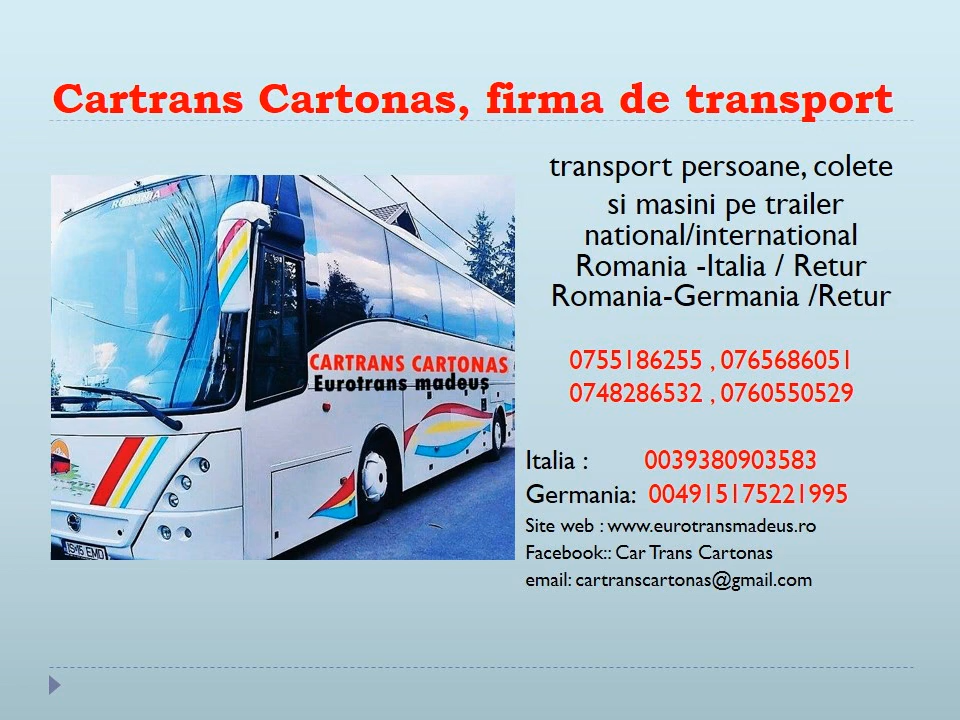 Cartrans Cartonas, firma de transport
transport persoane, colete
si masini pe trailer
national/international
Romania -Italia / Retur
Romania-Germania /Retur
0755186255 , 0765686051
0748286532 , 0760550529
Italia : 0039380903583
Germania: 004915175221995
Site web : www.eurotransmadeus.ro
Facebook:: Car Trans Cartonas
email: cartranscartonas@gmail.com
ROMANIA
CARTRANS CARTONAS
Eurotrans madeus
EMD